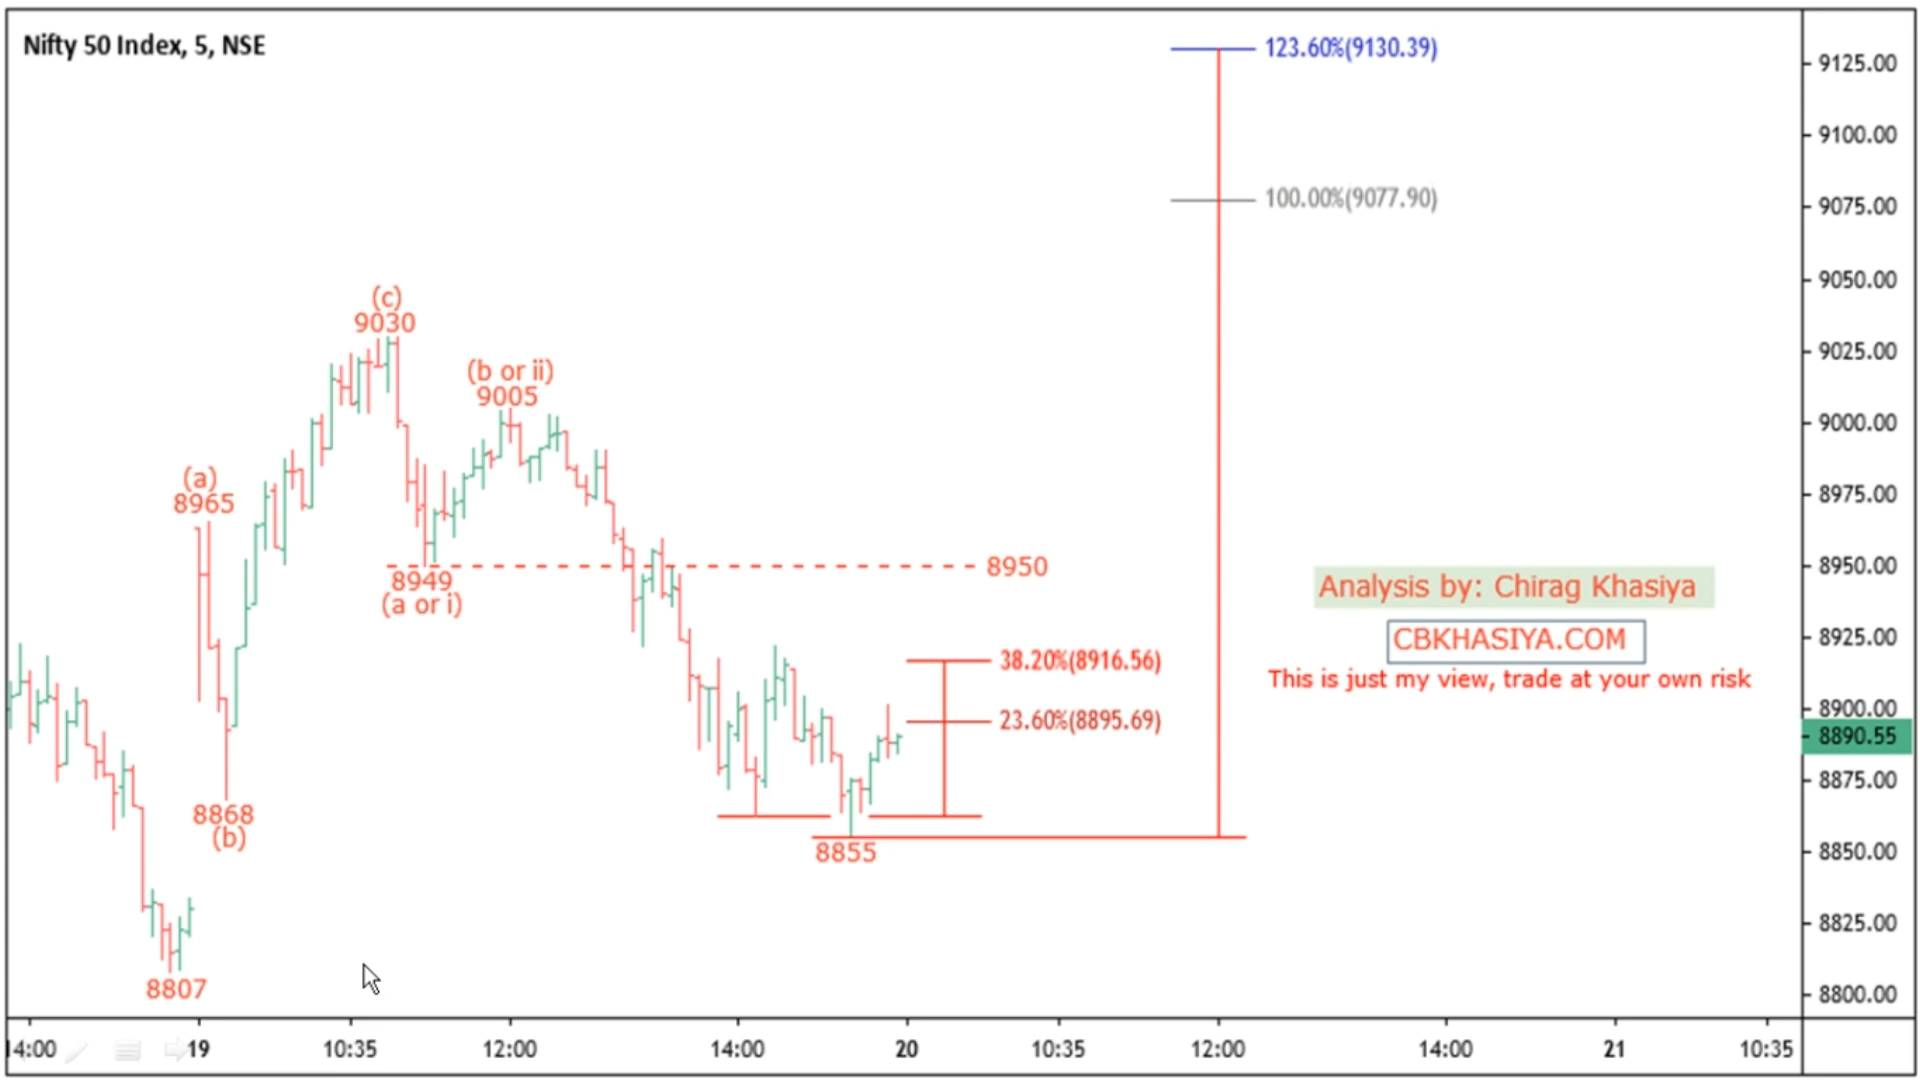 Nifty 50 Index, 5, NSE
123.60%(9130.39)
9125.00
9100.00
100.00%(9077.90)
9075.00
9050.00
(c)
9030
9025.00
(b or ii)
9005
9000.00
(a)
8965
8975.00
8950
8950.00
8949
(a or i)
Analysis by: Chirag Khasiya
CBKHASIYA.COM
8925.00
38.20%(8916.56)
This is just my view, trade at your own risk
23.60%(8895.69)
8900.00
8890.55
8875.00
8868
(b)
8855
8850.00
8825.00
8807
8800.00
14:00 19 10:35 12:00 14:00 20 10:35 12:00 14:00 21 10:35